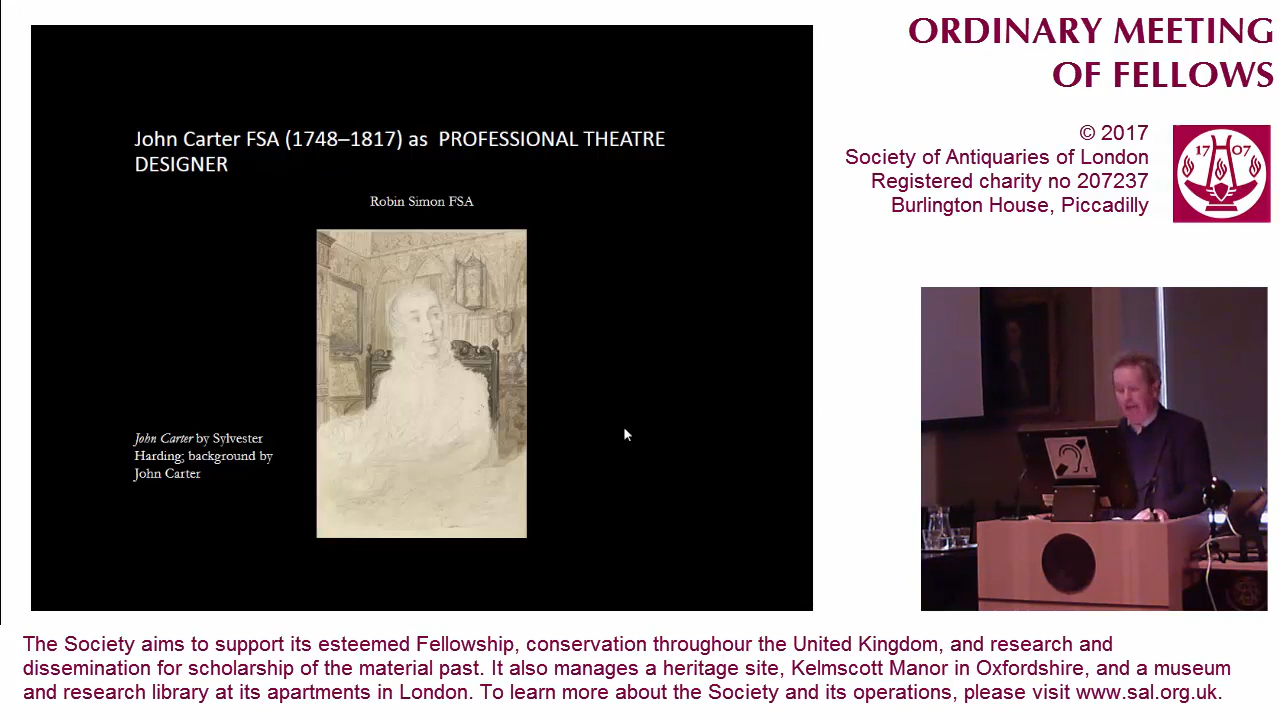 ORDINARY MEETING
OF FELLOWS
© 2017
Society of Antiquaries of London
Registered charity no 207237
Burlington House, Piccadilly
17 07
John Carter FSA (1748–1817) as PROFESSIONAL THEATRE
DESIGNER
Robin Simon FSA
John Carter by Sylvester
Harding; background by
John Carter
T
The Society aims to support its esteemed Fellowship, conservation throughour the United Kingdom, and research and
dissemination for scholarship of the material past. It also manages a heritage site, Kelmscott Manor in Oxfordshire, and a museum
and research library at its apartments in London. To learn more about the Society and its operations, please visit www.sal.org.uk.